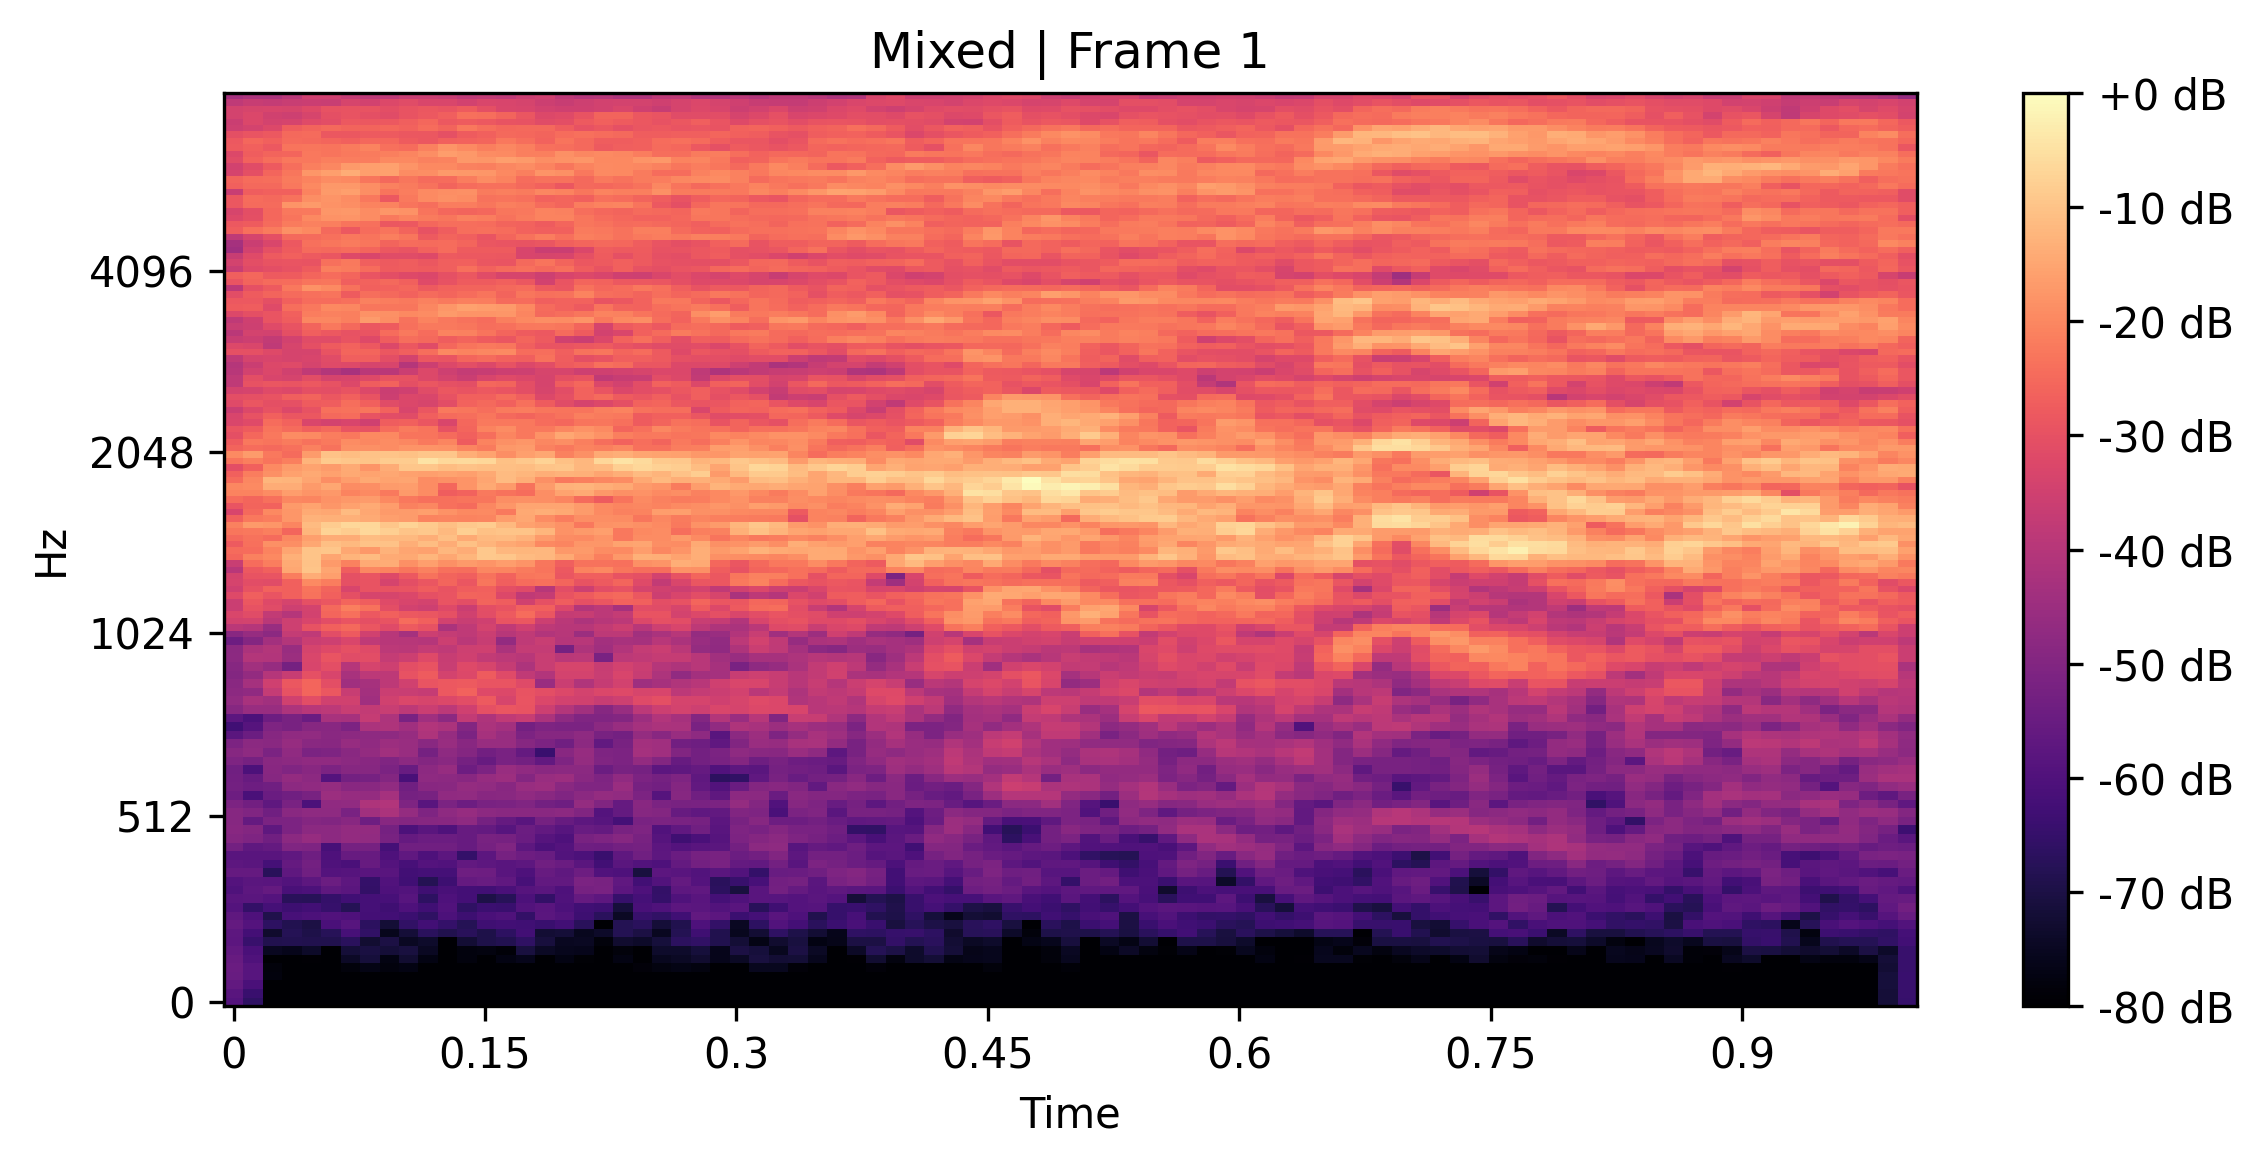 Mixed | Frame 1
Hz
4096
2048
1024
512
0
0 0.15 0.3 0.45 0.6 0.75 0.9
Time
+0 dB
-10 dB
-20 dB
-30 dB
-40 dB
-50 dB
-60 dB
-70 dB
-80 dB